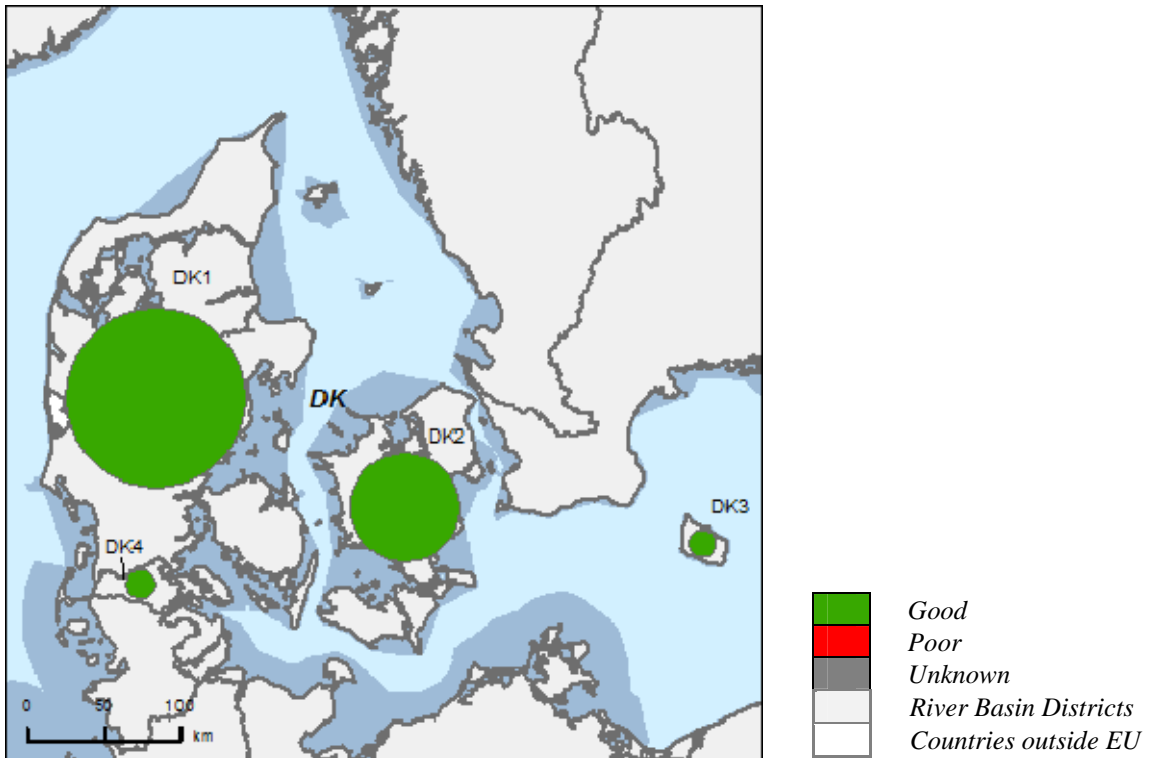 DK1
DK
DK2
DK3
DK4
0 50 100
km
Good
Poor
Unknown
River Basin Districts
Countries outside EU